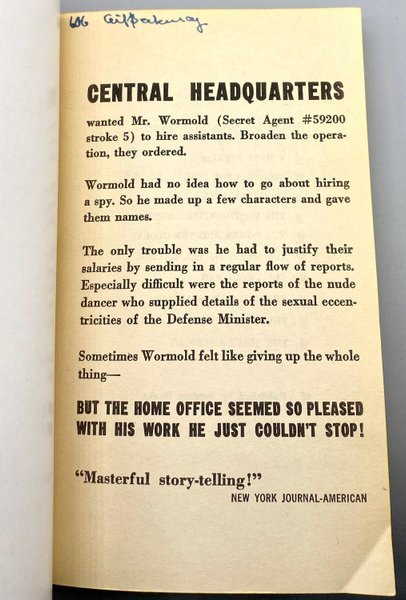 CENTRAL HEADQUARTERS
wanted Mr. Wormold (Secret Agent #59200
stroke 5) to hire assistants. Broaden the opera-
tion, they ordered.
Wormold had no idea how to go about hiring
a spy. So he made up a few characters and gave
them names.
The only trouble was he had to justify their
salaries by sending in a regular flow of reports.
Especially difficult were the reports of the nude
dancer who supplied details of the sexual eccen-
tricities of the Defense Minister.
Sometimes Wormold felt like giving up the whole
thing—
BUT THE HOME OFFICE SEEMED SO PLEASED
WITH HIS WORK HE JUST COULDN'T STOP!
"Masterful story-telling!"
NEW YORK JOURNAL-AMERICAN